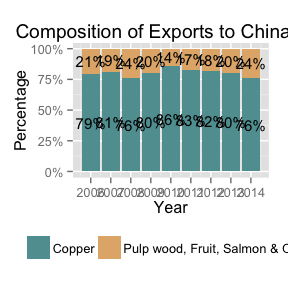 Composition of Exports to China
100%
75%
50%
25%
0%
Percentage
21% 19% 24% 20% 14% 17% 18% 20% 24%
79% 81% 76% 80% 86% 83% 82% 80% 76%
2006 2007 2008 2009 2010 2011 2012 2013 2014
Year
Copper Pulp wood, Fruit, Salmon &